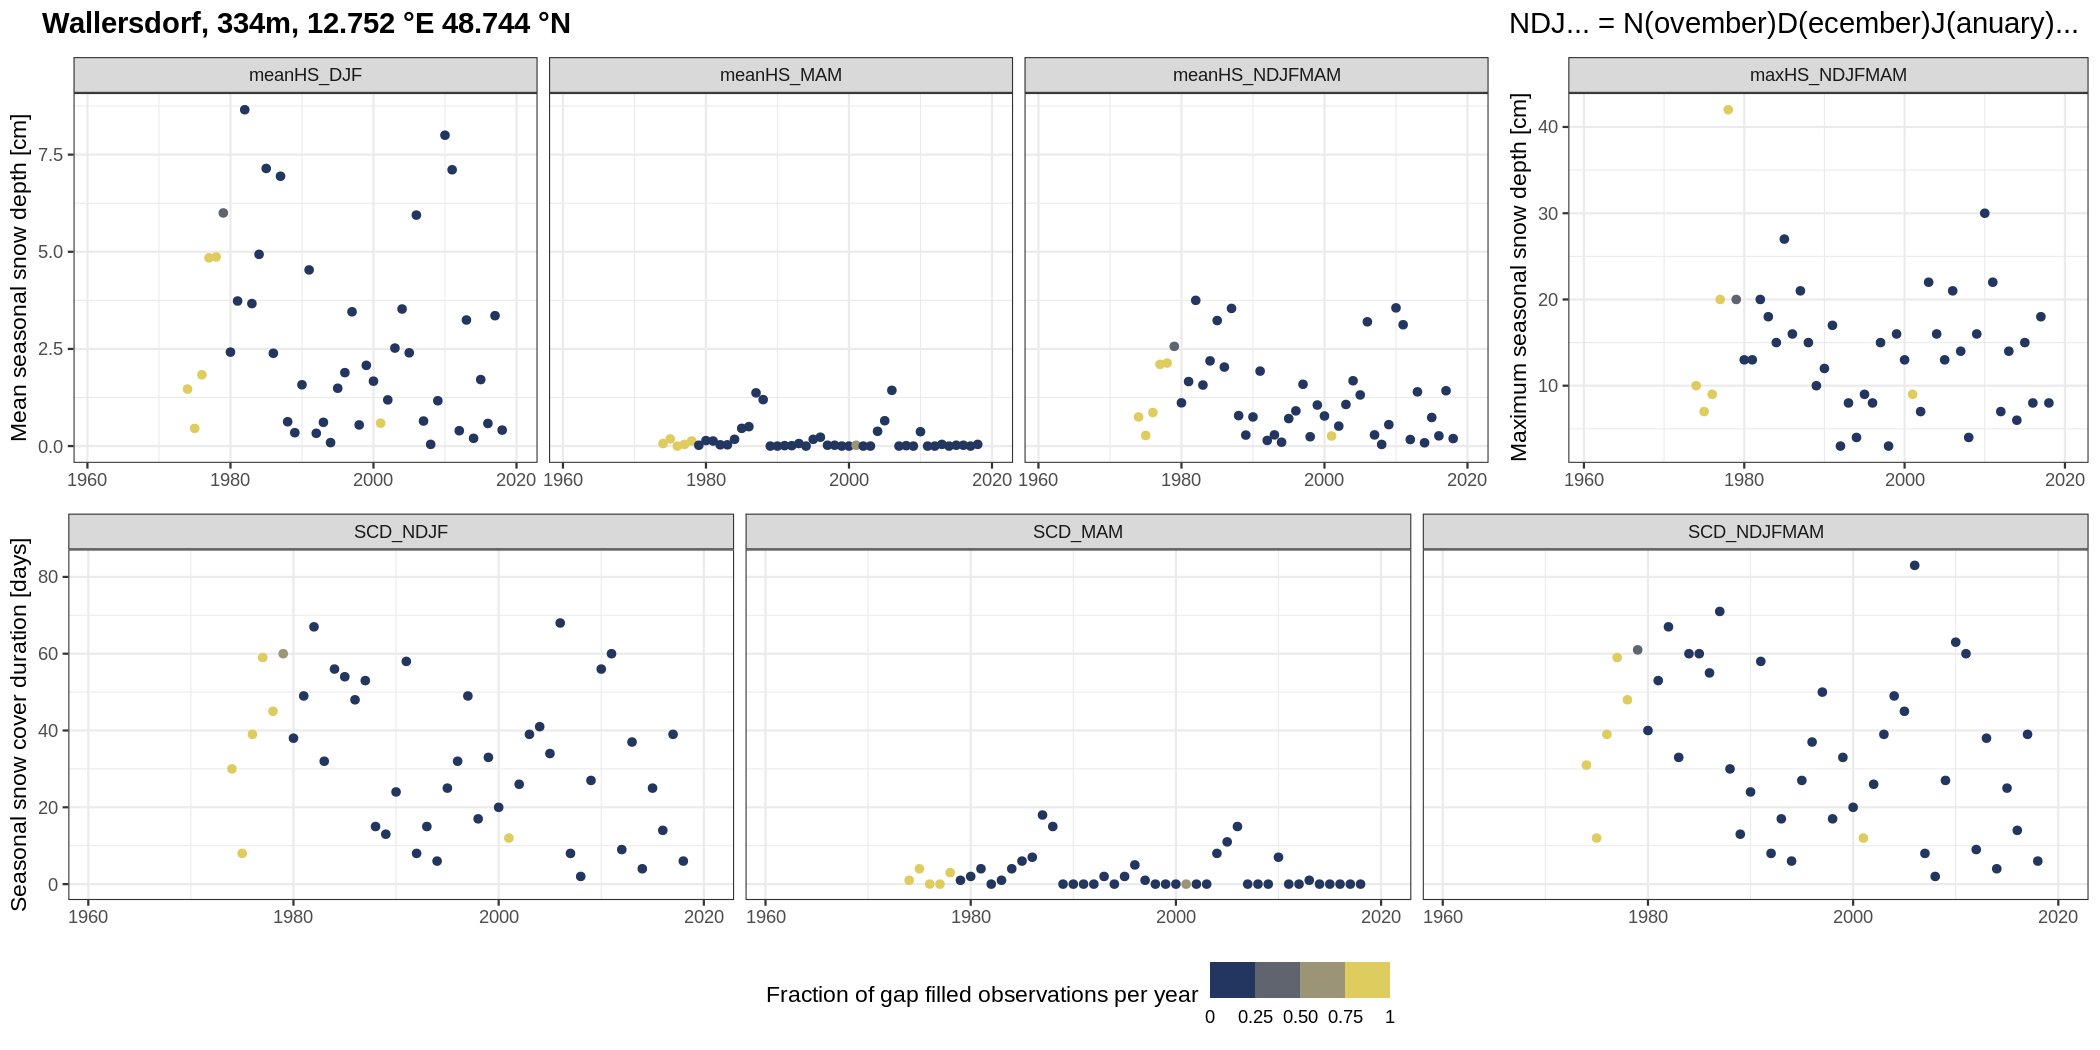 Wallersdorf, 334m, 12.752 °E 48.744 °N
NDJ... = N(ovember)D(ecember)J(anuary)...
meanHS_DJF
meanHS_MAM
meanHS_NDJFMAM
maxHS_NDJFMAM
Mean seasonal snow depth [cm]
7.5
5.0
2.5
0.0
1960 1980 2000 2020
1960 1980 2000 2020
1960 1980 2000 2020
Maximum seasonal snow depth [cm]
40
30
20
10
1960 1980 2000 2020
SCD_NDJF
SCD_MAM
SCD_NDJFMAM
Seasonal snow cover duration [days]
80
60
40
20
0
1960 1980 2000 2020
1960 1980 2000 2020
1960 1980 2000 2020
Fraction of gap filled observations per year
0 0.25 0.50 0.75 1